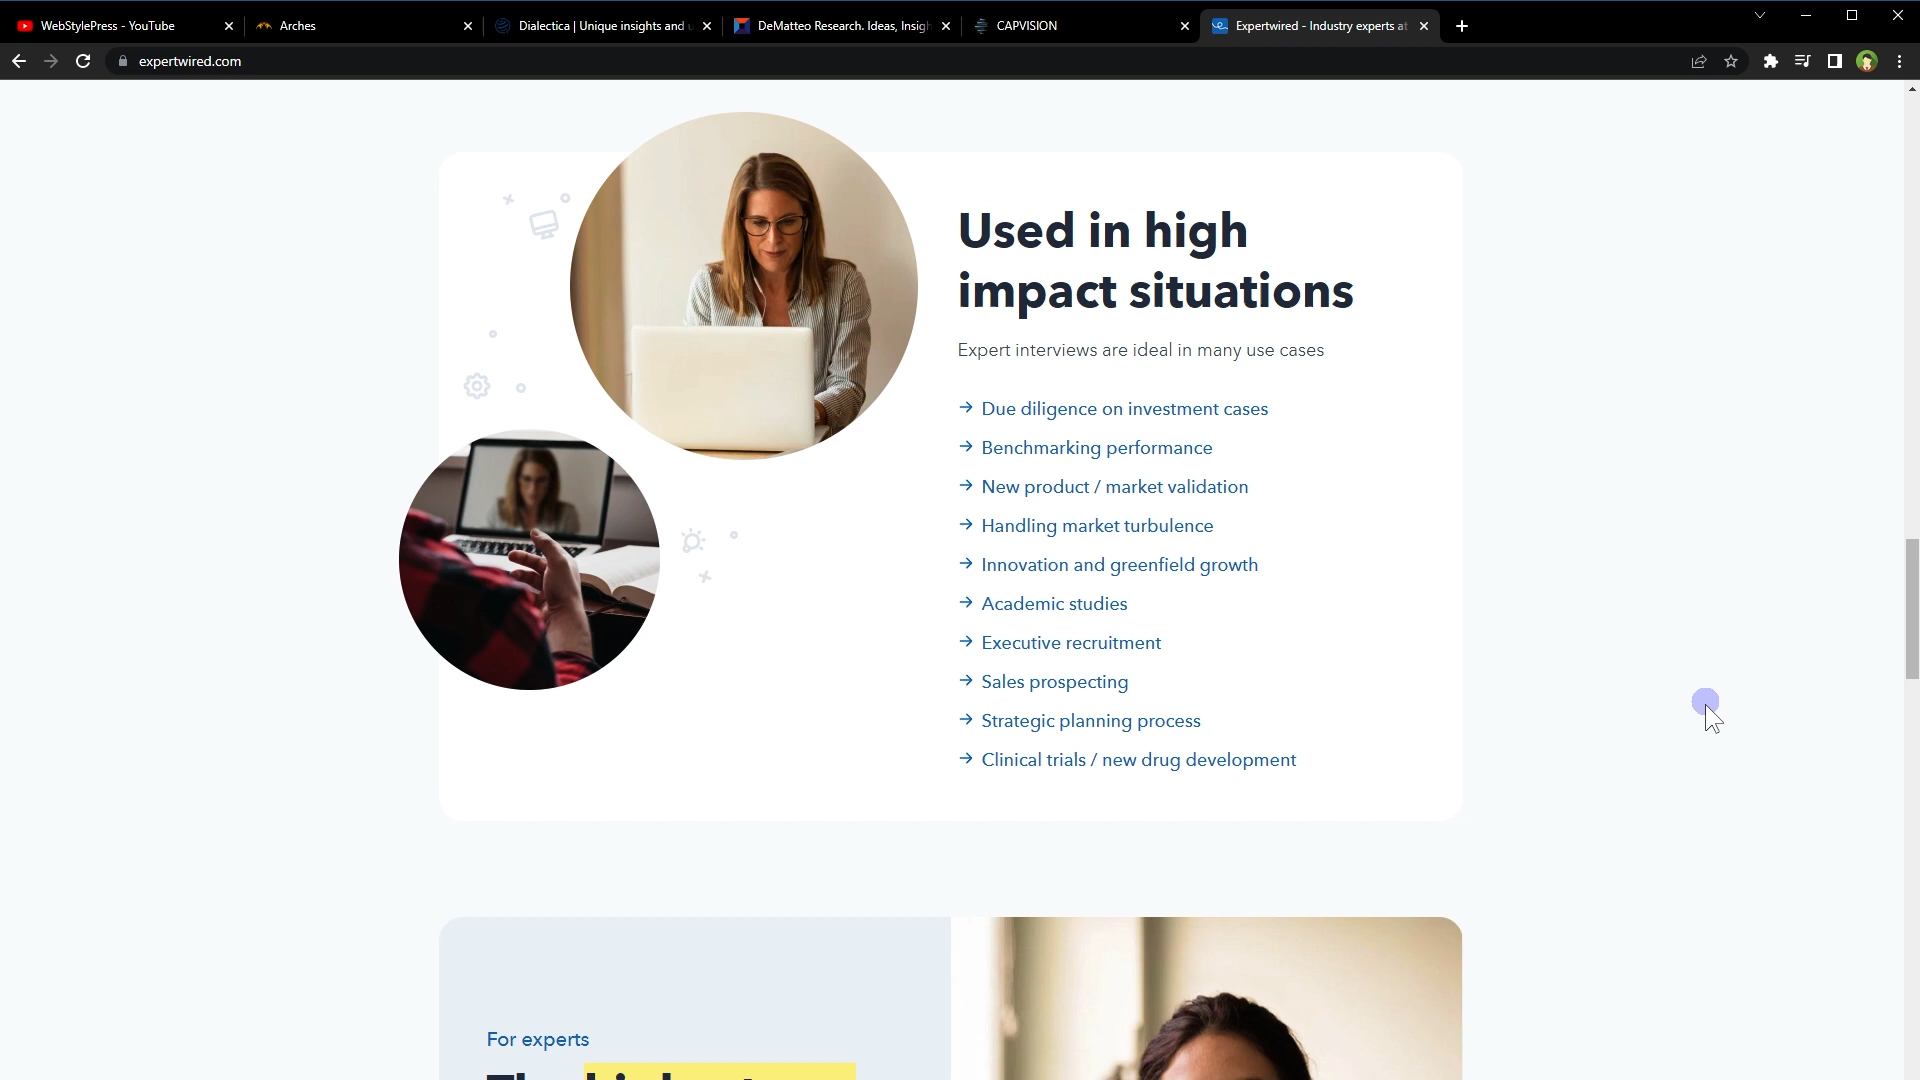 WebStylePress - YouTube
Arches
Dialectica | Unique insights and
DeMatteo Research. Ideas, Insigh
CAPVISION
Expertwired - Industry experts at
expertwired.com
Used in high
impact situations
Expert interviews are ideal in many use cases
→ Due diligence on investment cases
→ Benchmarking performance
→ New product / market validation
→ Handling market turbulence
→ Innovation and greenfield growth
→ Academic studies
→ Executive recruitment
→ Sales prospecting
→ Strategic planning process
→ Clinical trials / new drug development
For experts